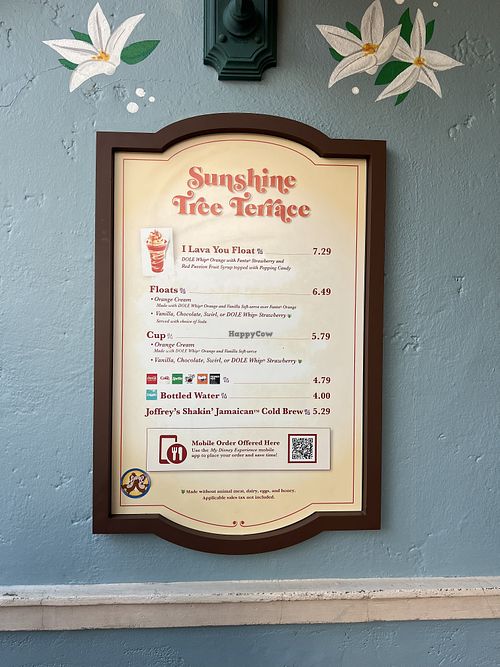 Sunshine
Tree Terrace
I Lava You Float 7.29
DOLE Whip® Orange with Fanta® Strawberry and
Red Passion Fruit Syrup topped with Popping Candy
Floats 6.49
• Orange Cream
Made with DOLE Whip® Orange and Vanilla Soft-serve over Fanta® Orange
• Vanilla, Chocolate, Swirl, or DOLE Whip® Strawberry
Served with choice of Soda
HappyCow
Cup 5.79
• Orange Cream
Made with DOLE Whip® Orange and Vanilla Soft-serve
• Vanilla, Chocolate, Swirl, or DOLE Whip® Strawberry
4.79
Bottled Water 4.00
Joffrey's Shakin' Jamaican™ Cold Brew 5.29
Mobile Order Offered Here
Use the My Disney Experience mobile
app to place your order and save time!
Made without animal meat, dairy, eggs, and honey.
Applicable sales tax not included.